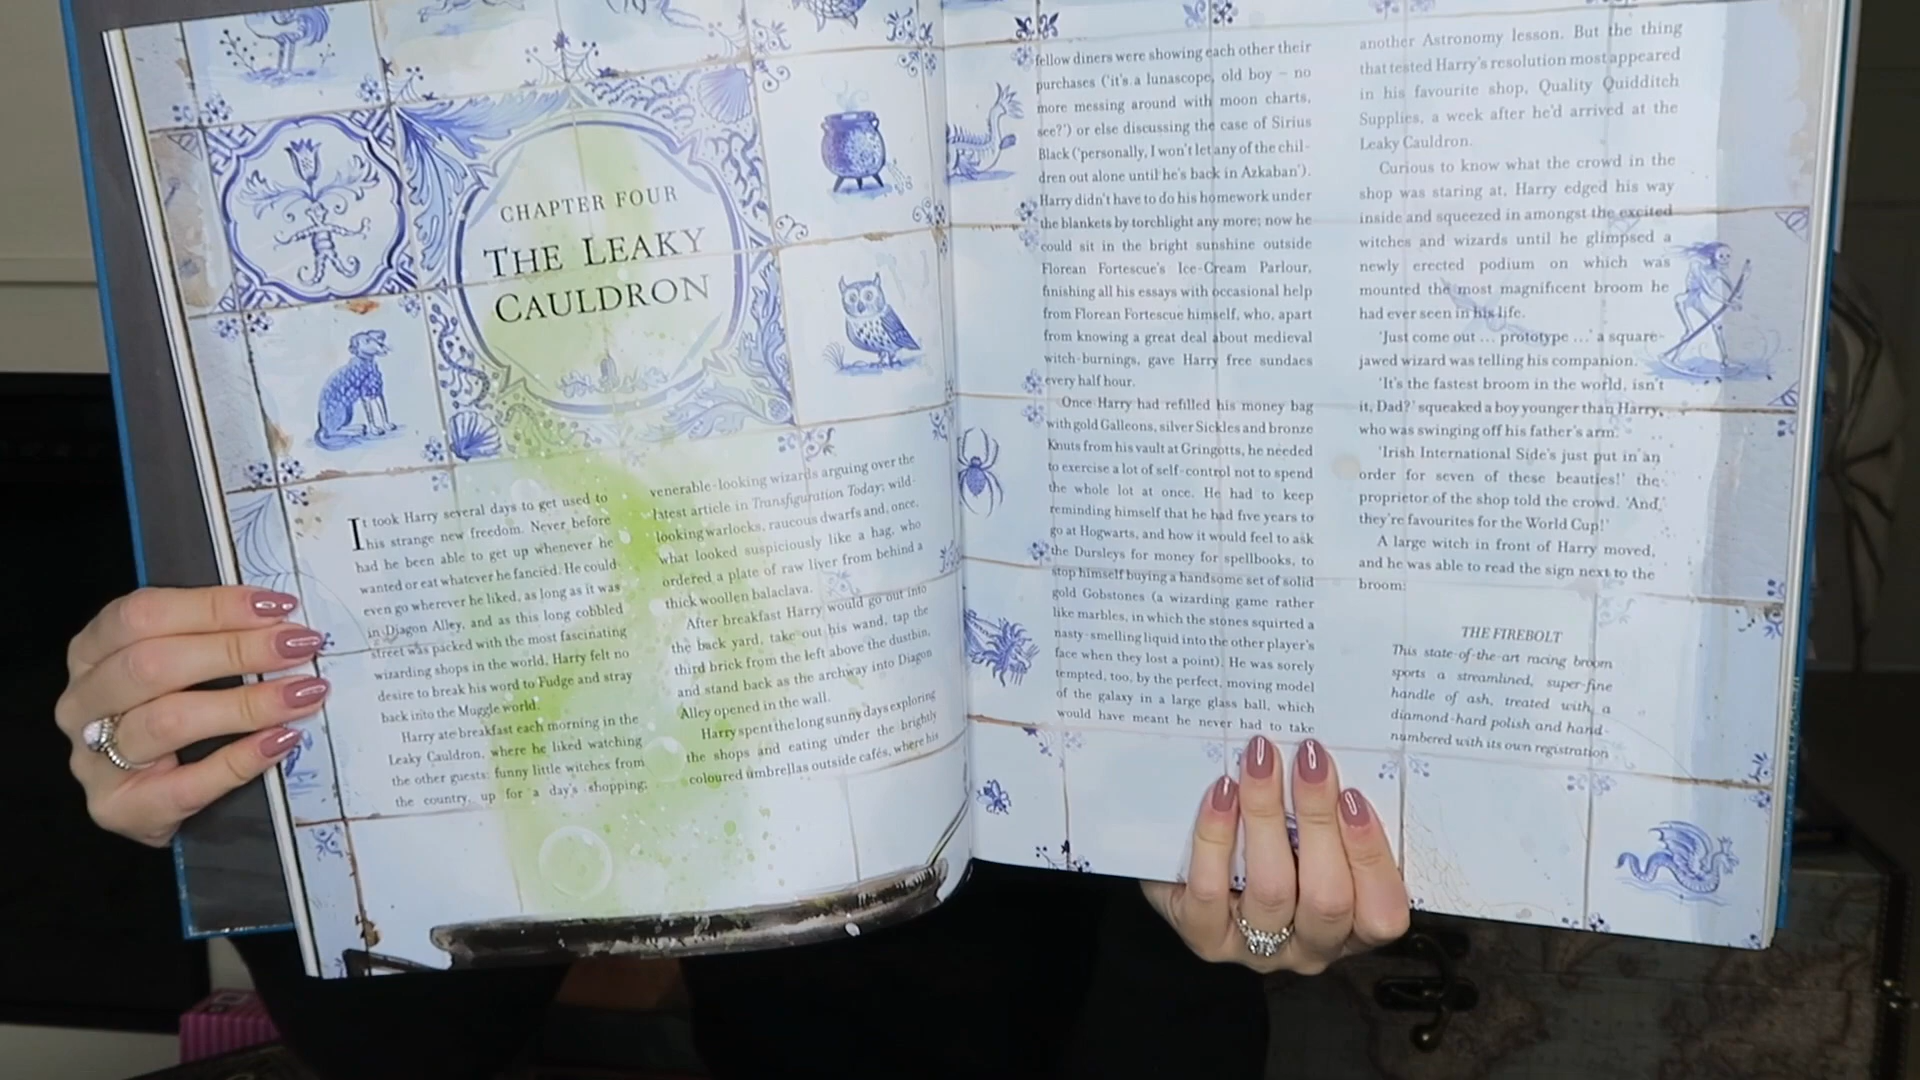 CHAPTER FOUR
THE LEAKY
CAULDRON
It took Harry several days to get used to
his strange new freedom. Never before
had he been able to get up whenever he
wanted or eat whatever he fancied. He could
even go wherever he liked, as long as it was
in Diagon Alley, and as this long cobbled
street was packed with the most fascinating
wizarding shops in the world, Harry felt no
desire to break his word to Fudge and stray
back into the Muggle world.
Harry ate breakfast each morning in the
Leaky Cauldron, where he liked watching
the other guests: funny little witches from
the country, up for a day's shopping;
venerable-looking wizards arguing over the
latest article in Transfiguration Today; wild-
looking warlocks, raucous dwarfs and, once,
what looked suspiciously like a hag, who
ordered a plate of raw liver from behind a
thick woollen balaclava.
After breakfast Harry would go out into
the back yard, take out his wand, tap the
third brick from the left above the dustbin,
and stand back as the archway into Diagon
Alley opened in the wall.
Harry spent the long sunny days exploring
the shops and eating under the brightly
coloured umbrellas outside cafés, where his
fellow diners were showing each other their
purchases ('it's a lunascope, old boy – no
more messing around with moon charts,
see?') or else discussing the case of Sirius
Black ('personally, I won't let any of the chil-
dren out alone until he's back in Azkaban').
Harry didn't have to do his homework under
the blankets by torchlight any more; now he
could sit in the bright sunshine outside
Florean Fortescue's Ice-Cream Parlour,
finishing all his essays with occasional help
from Florean Fortescue himself, who, apart
from knowing a great deal about medieval
witch-burnings, gave Harry free sundaes
every half hour.
Once Harry had refilled his money bag
with gold Galleons, silver Sickles and bronze
Knuts from his vault at Gringotts, he needed
to exercise a lot of self-control not to spend
the whole lot at once. He had to keep
reminding himself that he had five years to
go at Hogwarts, and how it would feel to ask
the Dursleys for money for spellbooks, to
stop himself buying a handsome set of solid
gold Gobstones (a wizarding game rather
like marbles, in which the stones squirted a
nasty-smelling liquid into the other player's
face when they lost a point). He was sorely
tempted, too, by the perfect, moving model
of the galaxy in a large glass ball, which
would have meant he never had to take
another Astronomy lesson. But the thing
that tested Harry's resolution most appeared
in his favourite shop, Quality Quidditch
Supplies, a week after he'd arrived at the
Leaky Cauldron.
Curious to know what the crowd in the
shop was staring at, Harry edged his way
inside and squeezed in amongst the excited
witches and wizards until he glimpsed a
newly erected podium on which was
mounted the most magnificent broom he
had ever seen in his life.
'Just come out ... prototype ...' a square-
jawed wizard was telling his companion.
'It's the fastest broom in the world, isn't
it, Dad?' squeaked a boy younger than Harry,
who was swinging off his father's arm.
'Irish International Side's just put in an
order for seven of these beauties!' the
proprietor of the shop told the crowd. 'And
they're favourites for the World Cup!'
A large witch in front of Harry moved,
and he was able to read the sign next to the
broom:
THE FIREBOLT
This state-of-the-art racing broom
sports a streamlined, super-fine
handle of ash, treated with a
diamond-hard polish and hand-
numbered with its own registration